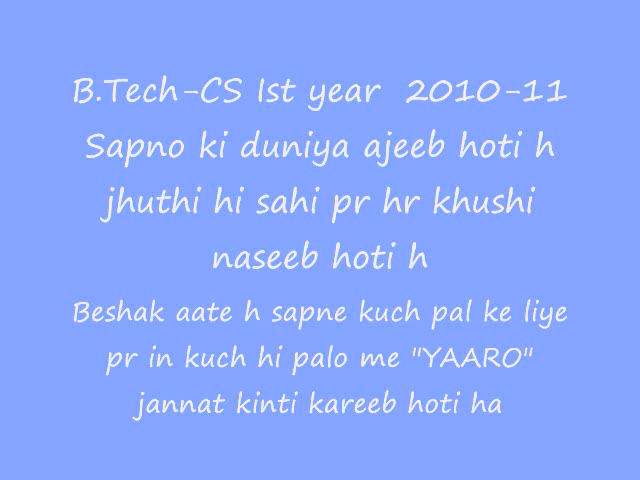 B.Tech-CS Ist year 2010-11
Sapno ki duniya ajeeb hoti h
jhuthi hi sahi pr hr khushi
naseeb hoti h
Beshak aate h sapne kuch pal ke liye
pr in kuch hi palo me "YAARO"
jannat kinti kareeb hoti ha